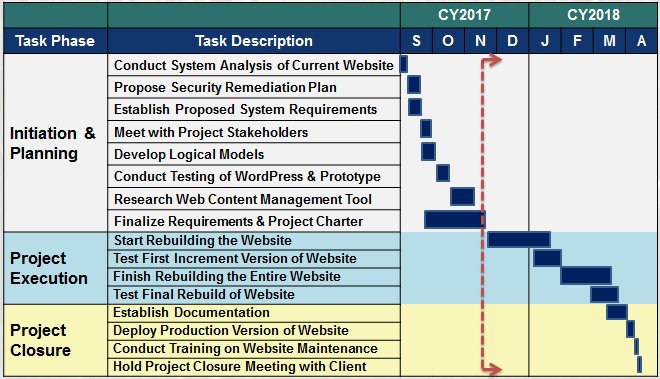 CY2017 CY2018
Task Phase Task Description S O N D J F M A
Conduct System Analysis of Current Website
Propose Security Remediation Plan
Establish Proposed System Requirements
Initiation &
Planning
Meet with Project Stakeholders
Develop Logical Models
Conduct Testing of WordPress & Prototype
Research Web Content Management Tool
Finalize Requirements & Project Charter
Project
Execution
Start Rebuilding the Website
Test First Increment Version of Website
Finish Rebuilding the Entire Website
Test Final Rebuild of Website
Project
Closure
Establish Documentation
Deploy Production Version of Website
Conduct Training on Website Maintenance
Hold Project Closure Meeting with Client